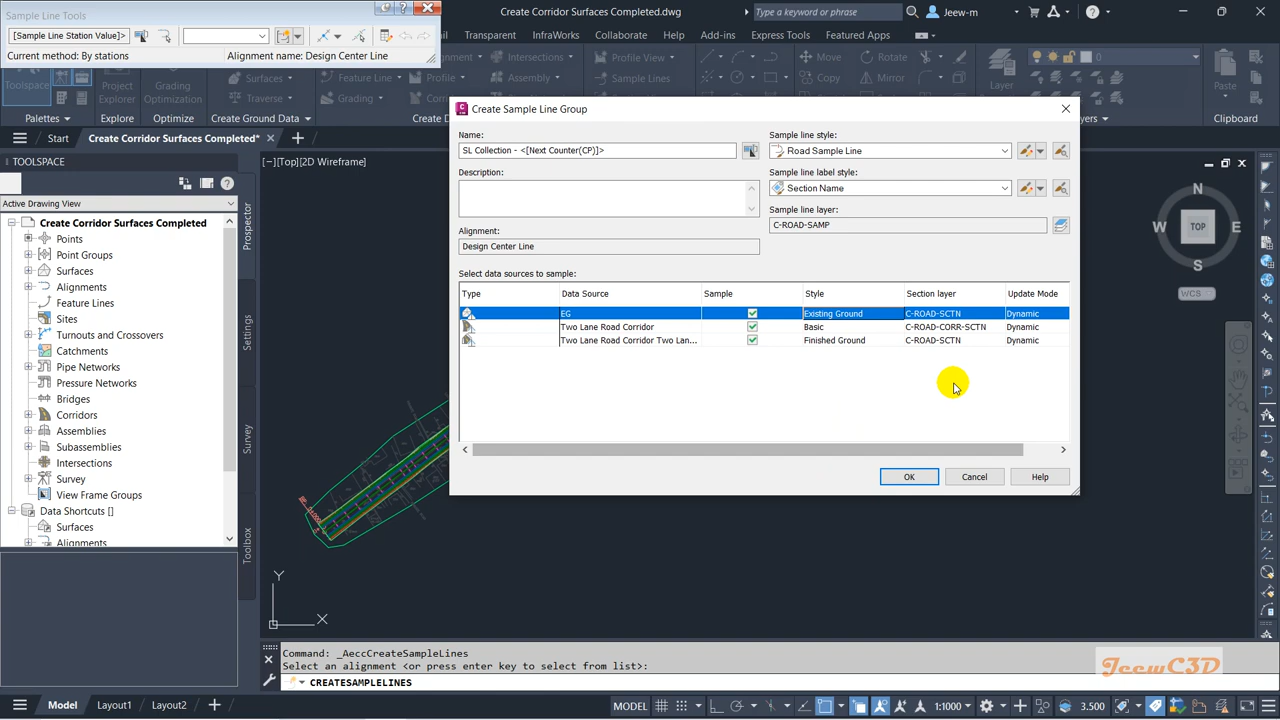 Sample Line Tools
Create Corridor Surfaces Completed.dwg
Type a keyword or phrase
Jeew-m
[Sample Line Station Value]>
Current method: By stations
Alignment name: Design Center Line
Transparent
InfraWorks
Collaborate
Help
Add-ins
Express Tools
Featured Apps
Toolspace
Project Explorer
Grading Optimization
Surfaces
Traverse
Feature Line
Grading
Profile
Assembly
Profile View
Sample Lines
Move
Rotate
Copy
Mirror
0
Layer
Paste
Palettes
Explore
Optimize
Create Ground Data
Clipboard
Start
Create Corridor Surfaces Completed*
[−][Top][2D Wireframe]
TOOLSPACE
Active Drawing View
Create Corridor Surfaces Completed
Points
Point Groups
Surfaces
Alignments
Feature Lines
Sites
Turnouts and Crossovers
Catchments
Pipe Networks
Pressure Networks
Bridges
Corridors
Assemblies
Subassemblies
Intersections
Survey
View Frame Groups
Data Shortcuts []
Surfaces
Alignments
Prospector
Settings
Survey
Toolbox
Create Sample Line Group
Name:
SL Collection - <[Next Counter(CP)]>
Description:
Alignment:
Design Center Line
Sample line style:
Road Sample Line
Sample line label style:
Section Name
Sample line layer:
C-ROAD-SAMP
Select data sources to sample:
Type Data Source Sample Style Section layer Update Mode
EG Existing Ground C-ROAD-SCTN Dynamic
Two Lane Road Corridor Basic C-ROAD-CORR-SCTN Dynamic
Two Lane Road Corridor Two Lan... Finished Ground C-ROAD-SCTN Dynamic
OK Cancel Help
N
W TOP E
S
WCS
Y
X
Command: _AeccCreateSampleLines
Select an alignment <or press enter key to select from list>:
CREATESAMPLELINES
JeewC3D
Model
Layout1
Layout2
MODEL
1:1000
3.500